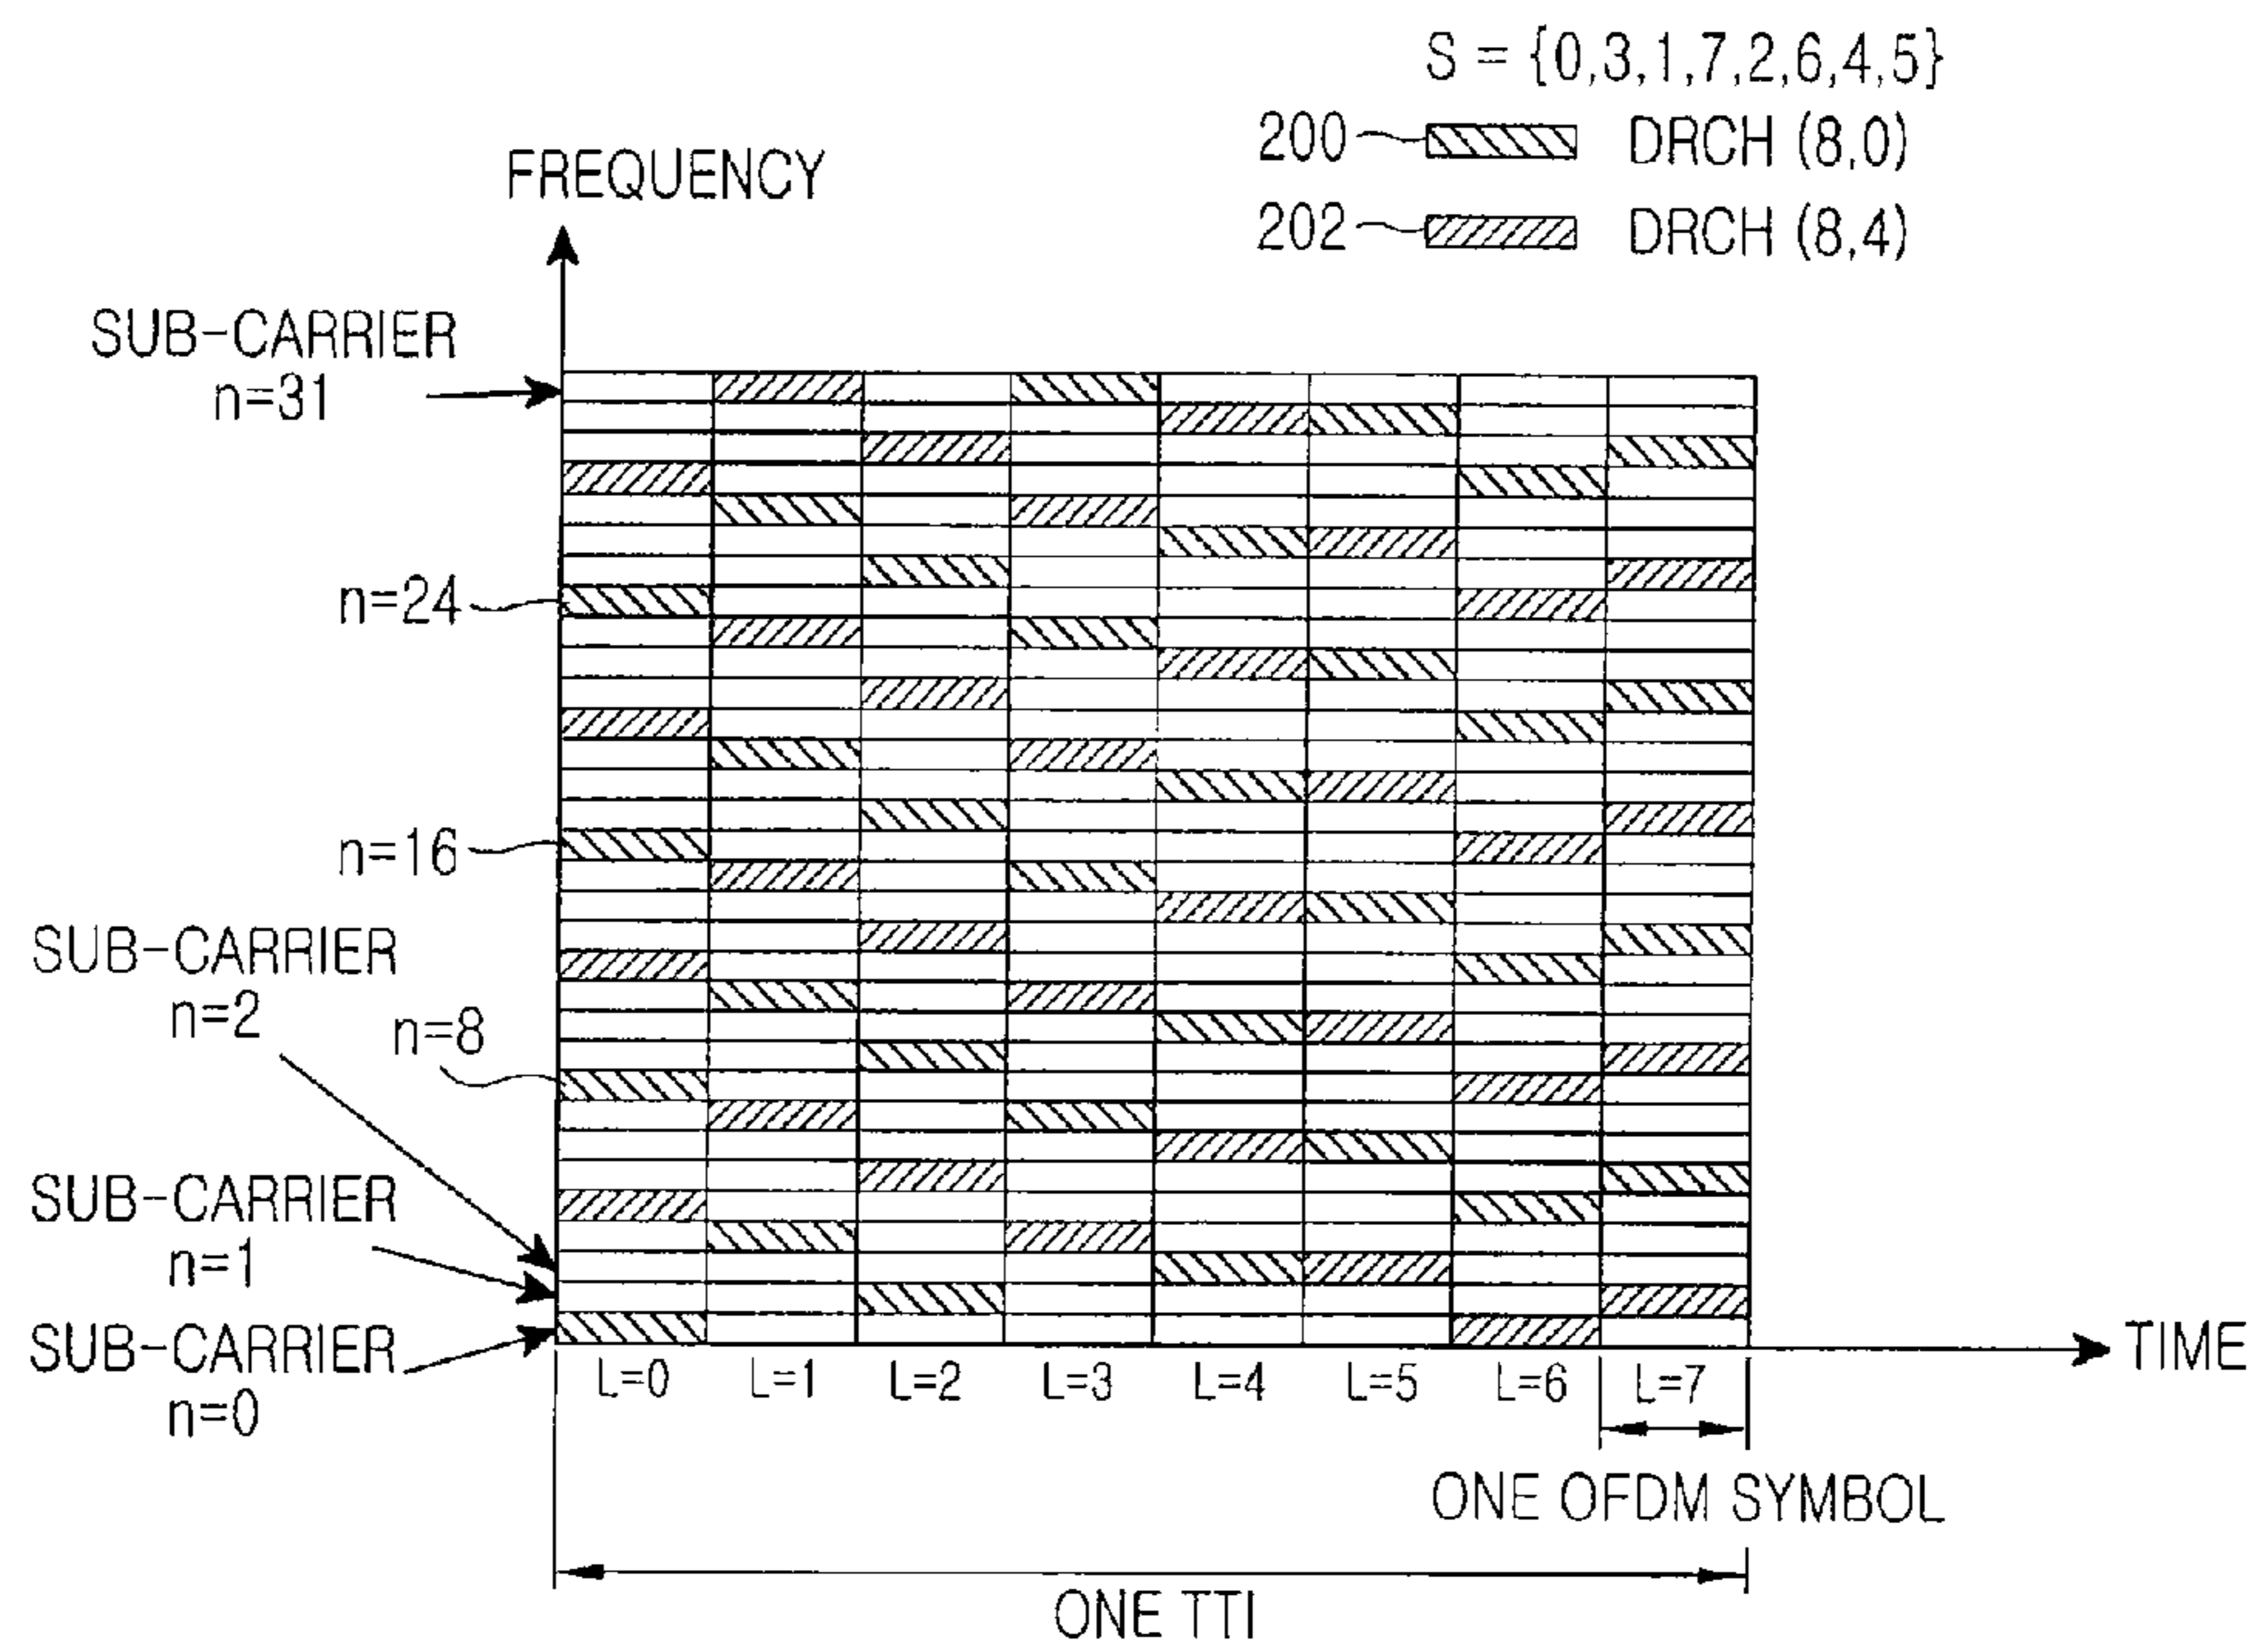 S = {0,3,1,7,2,6,4,5}
200 DRCH (8,0)
FREQUENCY
202 DRCH (8,4)
SUB-CARRIER
n=31
n=24
n=16
SUB-CARRIER
n=2
n=8
SUB-CARRIER
n=1
SUB-CARRIER
n=0
TIME
L=0 L=1 L=2 L=3 L=4 L=5 L=6 L=7
ONE OFDM SYMBOL
ONE TTI